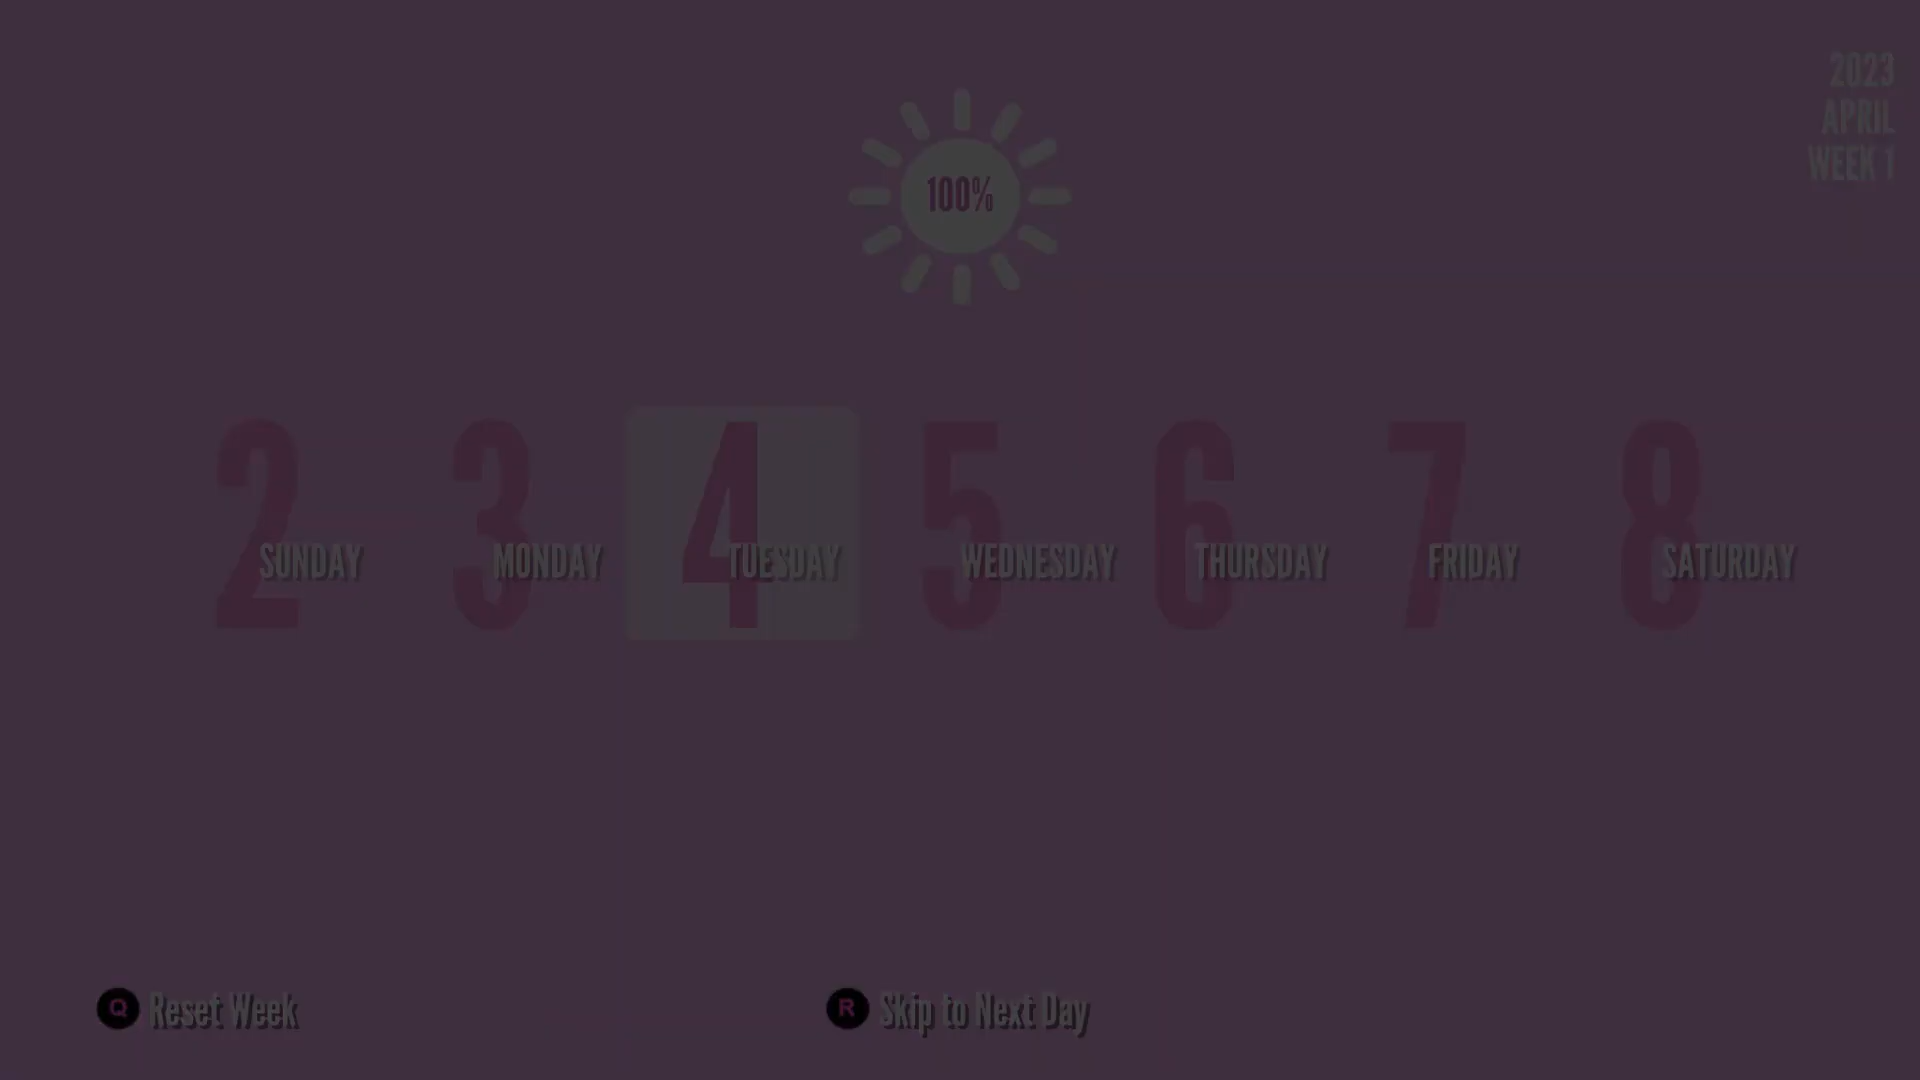 2023
APRIL
WEEK 1
100%
2 3 4 5 6 7 8
SUNDAY MONDAY TUESDAY WEDNESDAY THURSDAY FRIDAY SATURDAY
Q Reset Week R Skip to Next Day